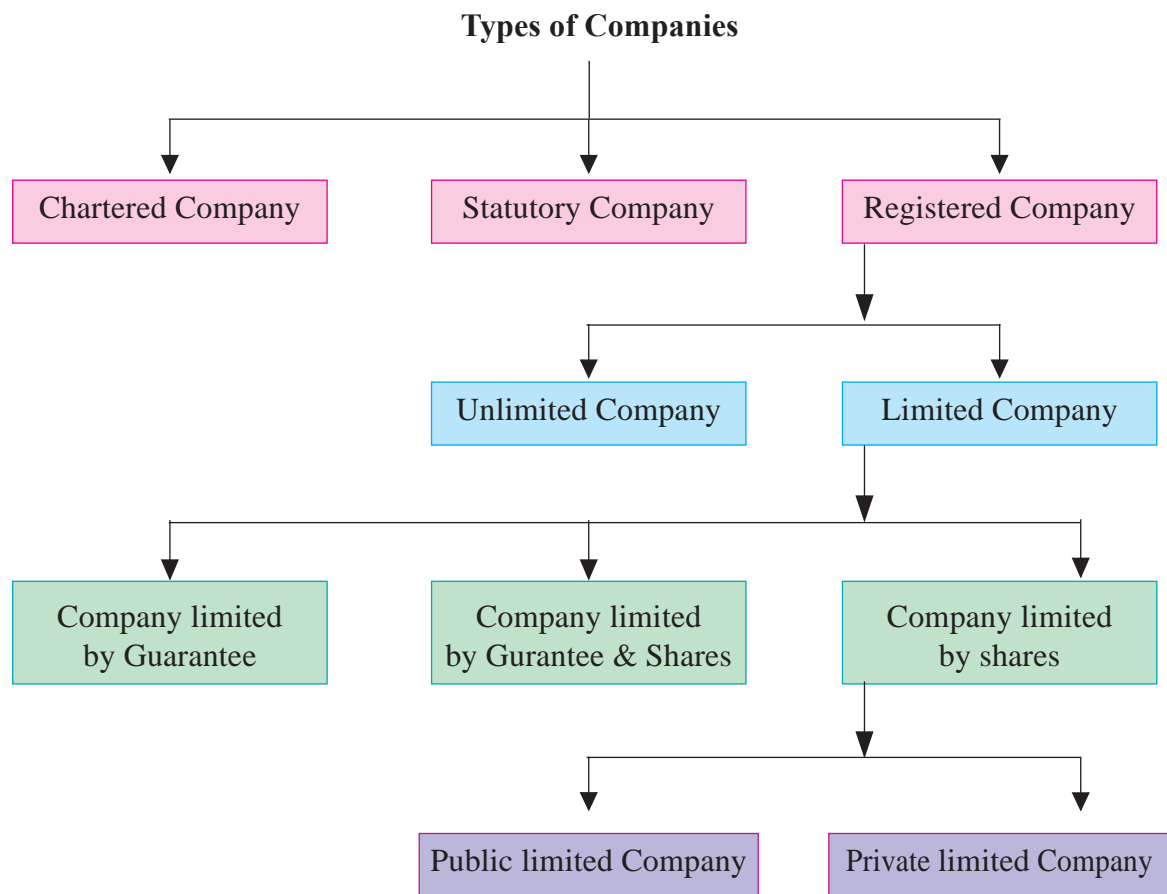 Types of Companies
Chartered Company
Statutory Company
Registered Company
Unlimited Company
Limited Company
Company limited
by Guarantee
Company limited
by Gurantee & Shares
Company limited
by shares
Public limited Company
Private limited Company